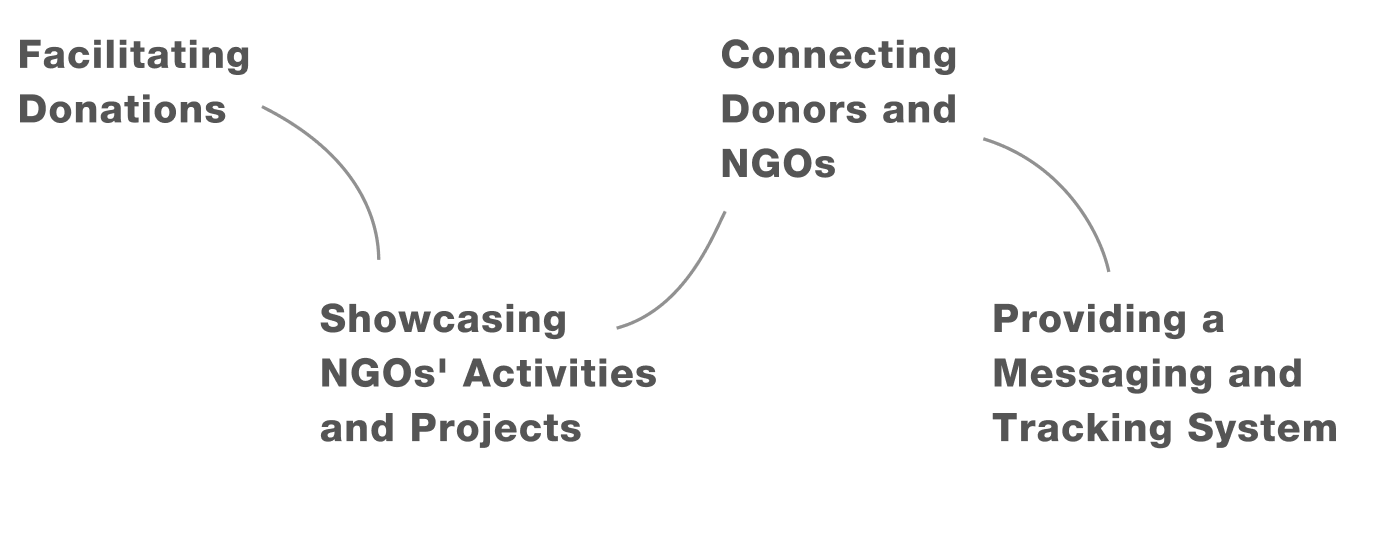 Facilitating
Donations
Showcasing
NGOs' Activities
and Projects
Connecting
Donors and
NGOs
Providing a
Messaging and
Tracking System